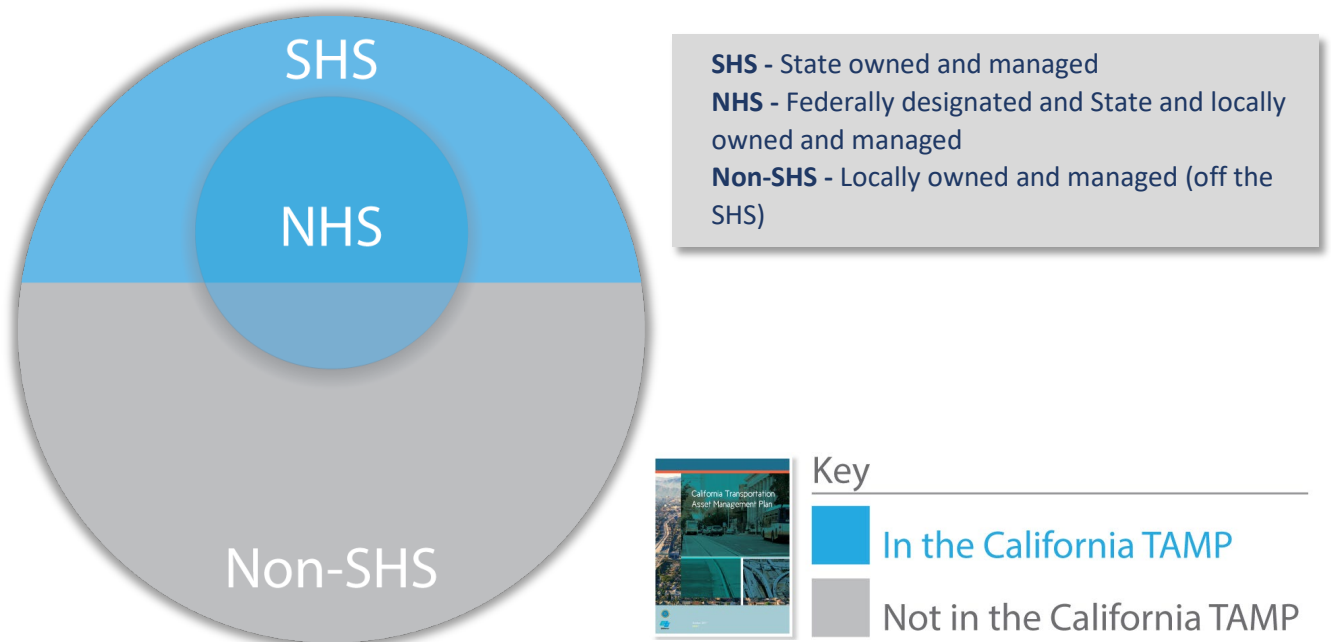 SHS
NHS
Non-SHS
SHS - State owned and managed
NHS - Federally designated and State and locally
owned and managed
Non-SHS - Locally owned and managed (off the
SHS)
California Transportation
Asset Management Plan
Key
In the California TAMP
Not in the California TAMP